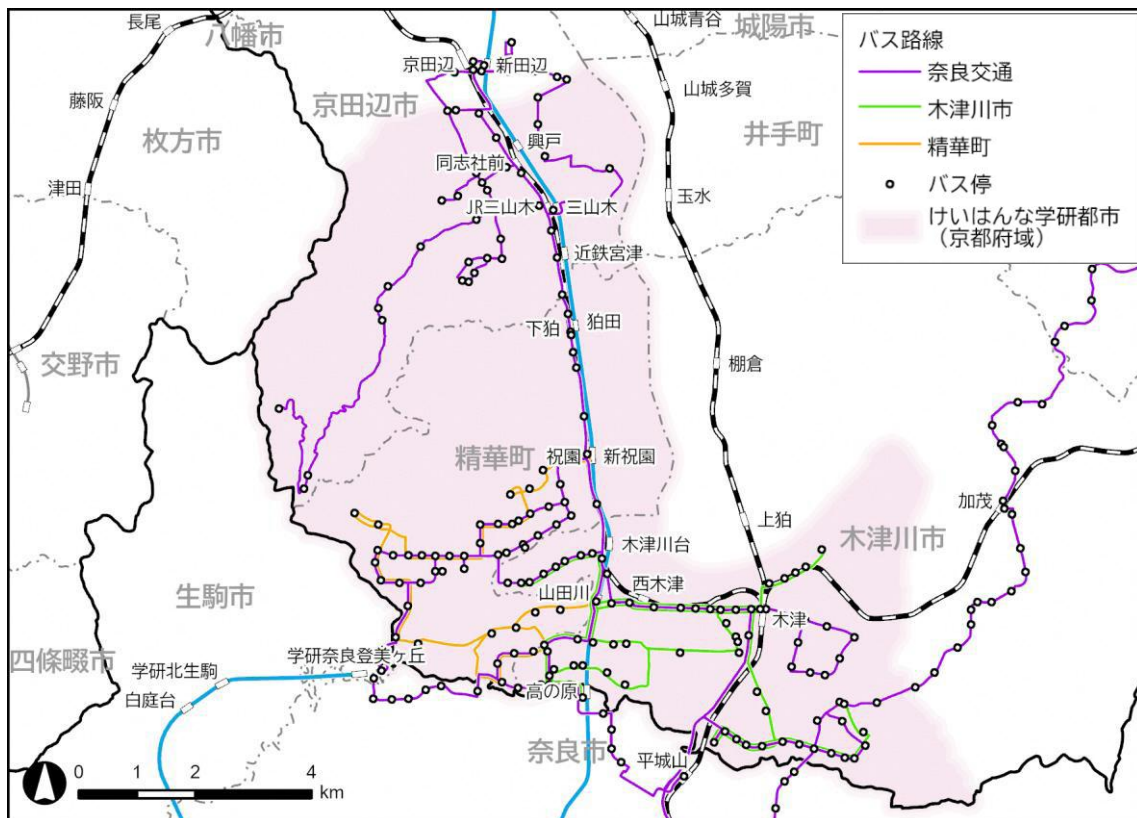 長尾
八幡市
山城青谷
城陽市
京田辺
新田辺
藤阪
京田辺市
山城多賀
枚方市
興戸
井手町
同志社前
津田
JR三山木
三山木
玉水
近鉄宮津
下狛
狛田
交野市
棚倉
精華町
祝園
新祝園
加茂
上狛
木津川市
木津川台
生駒市
山田川
西木津
木津
四條畷市
学研北生駒
学研奈良登美ヶ丘
白庭台
高の原
奈良市
平城山
バス路線
奈良交通
木津川市
精華町
バス停
けいはんな学研都市
(京都府域)
0 1 2 4
km